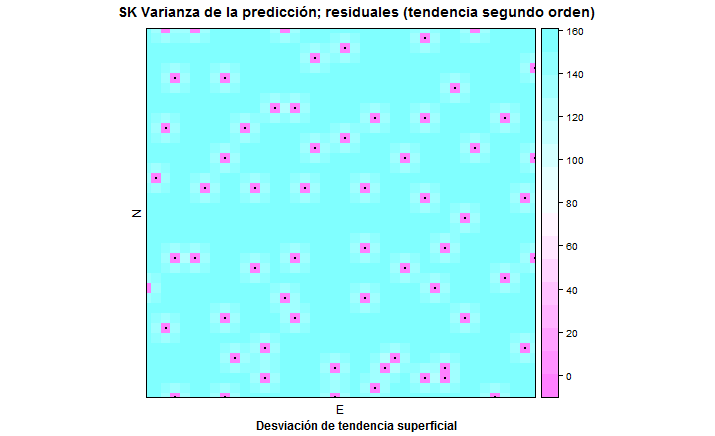 SK Varianza de la predicción; residuales (tendencia segundo orden)
160
140
120
100
80
60
40
20
0
N
E
Desviación de tendencia superficial